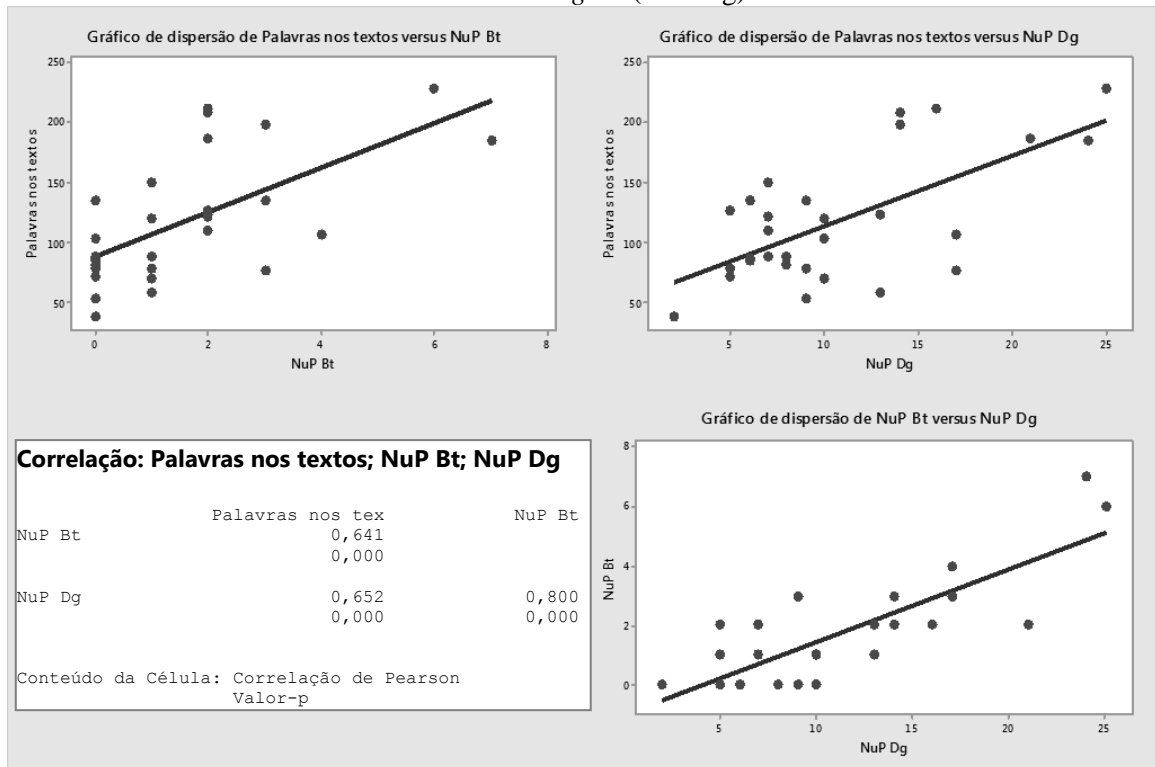 Gráfico de dispersão de Palavras nos textos versus NuP Bt
250
200
150
100
50
Palavras nos textos
0 2 4 6 8
NuP Bt
Gráfico de dispersão de Palavras nos textos versus NuP Dg
250
200
150
100
50
Palavras nos textos
5 10 15 20 25
NuP Dg
Correlação: Palavras nos textos; NuP Bt; NuP Dg
Palavras nos tex NuP Bt
NuP Bt 0,641
0,000
NuP Dg 0,652 0,800
0,000 0,000
Conteúdo da Célula: Correlação de Pearson
Valor-p
Gráfico de dispersão de NuP Bt versus NuP Dg
8
6
4
2
0
NuP Bt
5 10 15 20 25
NuP Dg